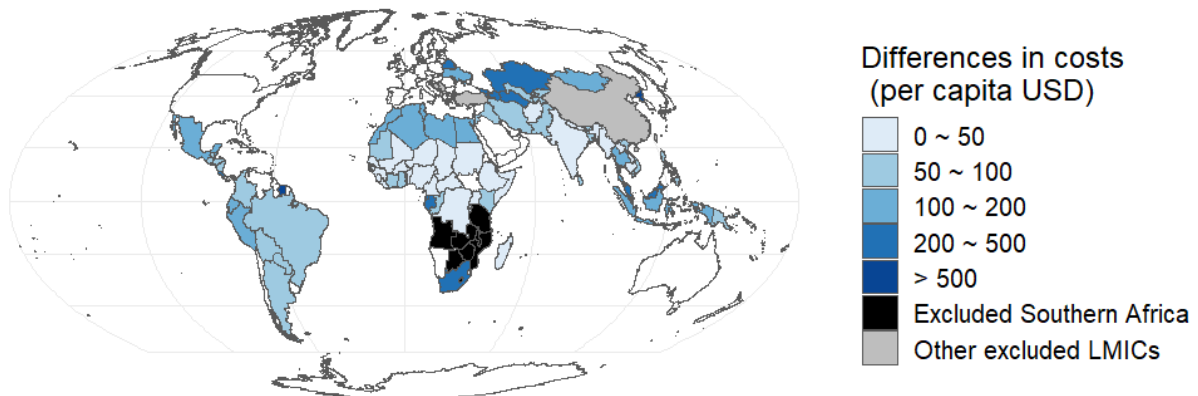 Differences in costs
(per capita USD)
0 ~ 50
50 ~ 100
100 ~ 200
200 ~ 500
> 500
Excluded Southern Africa
Other excluded LMICs